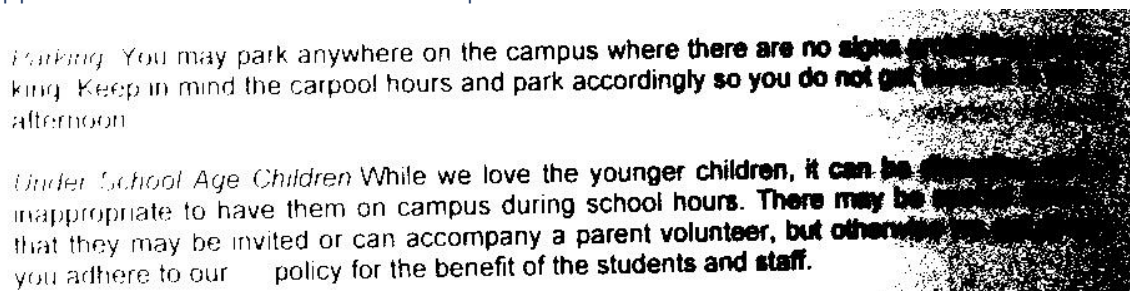 Parking You may park anywhere on the campus where there are no signs
king Keep in mind the carpool hours and park accordingly so you do not get
afternoon
Under School Age Children While we love the younger children, it can be
inappropriate to have them on campus during school hours. There may be
that they may be invited or can accompany a parent volunteer, but otherwise
you adhere to our policy for the benefit of the students and staff.